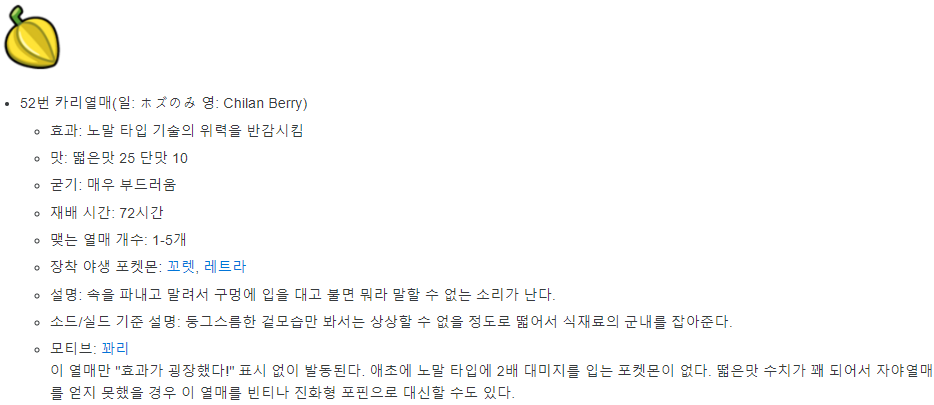 52번 카리열매(일: ホズのみ 영: Chilan Berry)
효과: 노말 타입 기술의 위력을 반감시킴
맛: 떫은맛 25 단맛 10
굳기: 매우 부드러움
재배 시간: 72시간
맺는 열매 개수: 1-5개
장착 야생 포켓몬: 꼬렛, 레트라
설명: 속을 파내고 말려서 구멍에 입을 대고 불면 뭐라 말할 수 없는 소리가 난다.
소드/실드 기준 설명: 둥그스름한 겉모습만 봐서는 상상할 수 없을 정도로 떫어서 식재료의 군내를 잡아준다.
모티브: 꽈리
이 열매만 "효과가 굉장했다!" 표시 없이 발동된다. 애초에 노말 타입에 2배 대미지를 입는 포켓몬이 없다. 떫은맛 수치가 꽤 되어서 자야열매
를 얻지 못했을 경우 이 열매를 빈티나 진화형 포핀으로 대신할 수도 있다.